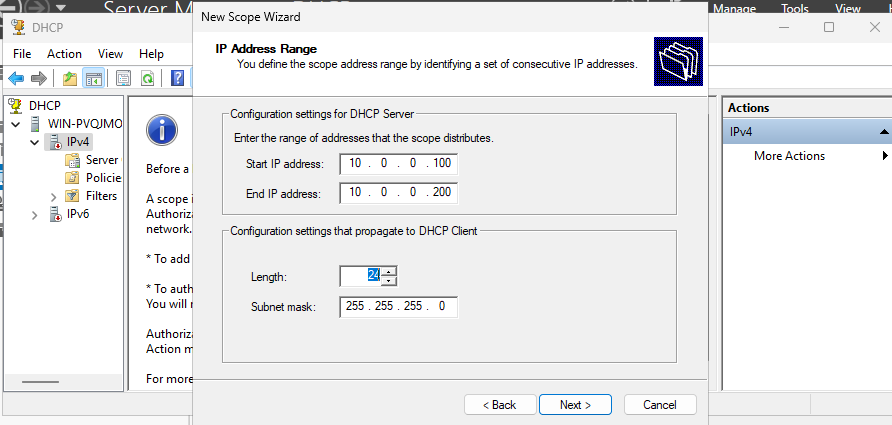 Server M
DHCP
Manage Tools View Help
DHCP
File Action View Help
DHCP
WIN-PVQJMO
IPv4
Server
Policie
Filters
IPv6
Before a
A scope i
Authoriza
network.
* To add
* To auth
You will r
Authoriza
Action m
For more
New Scope Wizard
IP Address Range
You define the scope address range by identifying a set of consecutive IP addresses.
Configuration settings for DHCP Server
Enter the range of addresses that the scope distributes.
Start IP address: 10 . 0 . 0 . 100
End IP address: 10 . 0 . 0 . 200
Configuration settings that propagate to DHCP Client
Length: 24
Subnet mask: 255 . 255 . 255 . 0
< Back Next > Cancel
Actions
IPv4
More Actions